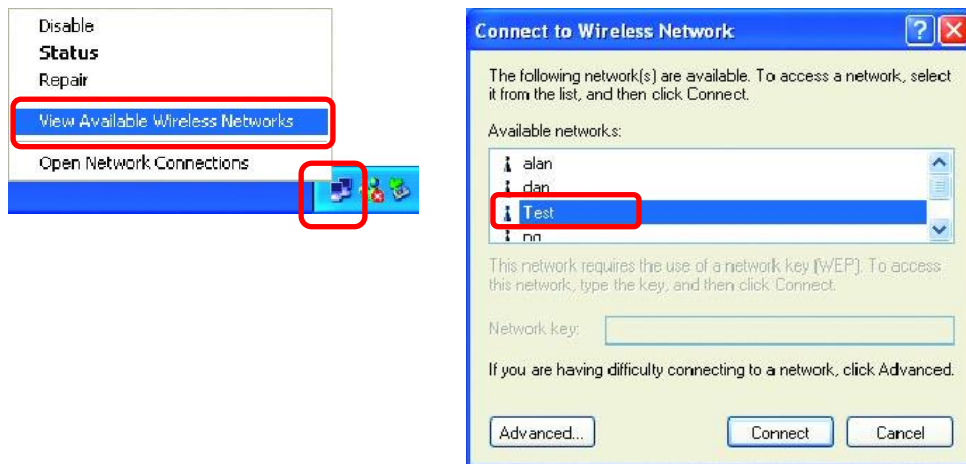 Disable
Status
Repair
View Available Wireless Networks
Open Network Connections
Connect to Wireless Network
The following network(s) are available. To access a network, select
it from the list, and then click Connect.
Available networks:
alan
dan
Test
This network requires the use of a network key (WEP). To access
this network, type the key, and then click Connect.
Network key:
If you are having difficulty connecting to a network, click Advanced.
Advanced...
Connect
Cancel